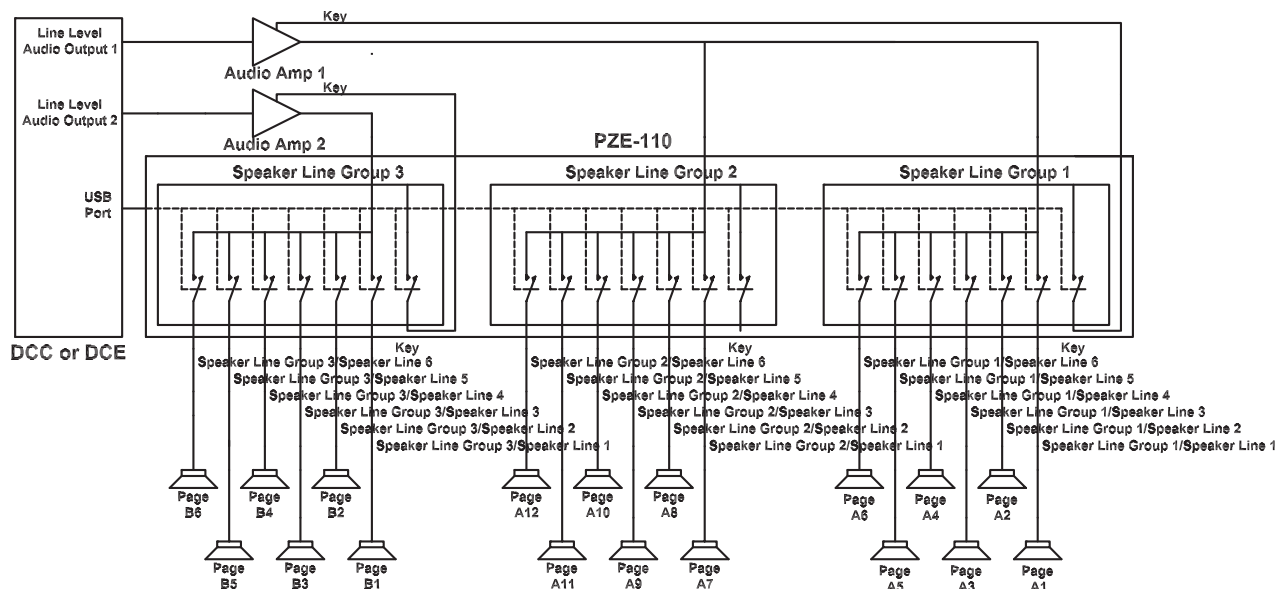 Key
Line Level
Audio Output 1
Audio Amp 1
Key
Line Level
Audio Output 2
Audio Amp 2
PZE-110
Speaker Line Group 3
Speaker Line Group 2
Speaker Line Group 1
USB
Port
DCC or DCE
Key
Key
Key
Speaker Line Group 3/Speaker Line 6
Speaker Line Group 3/Speaker Line 5
Speaker Line Group 3/Speaker Line 4
Speaker Line Group 3/Speaker Line 3
Speaker Line Group 3/Speaker Line 2
Speaker Line Group 3/Speaker Line 1
Speaker Line Group 2/Speaker Line 6
Speaker Line Group 2/Speaker Line 5
Speaker Line Group 2/Speaker Line 4
Speaker Line Group 2/Speaker Line 3
Speaker Line Group 2/Speaker Line 2
Speaker Line Group 2/Speaker Line 1
Speaker Line Group 1/Speaker Line 6
Speaker Line Group 1/Speaker Line 5
Speaker Line Group 1/Speaker Line 4
Speaker Line Group 1/Speaker Line 3
Speaker Line Group 1/Speaker Line 2
Speaker Line Group 1/Speaker Line 1
Page
B6
Page
B4
Page
B2
Page
A12
Page
A10
Page
A8
Page
A6
Page
A4
Page
A2
Page
B5
Page
B3
Page
B1
Page
A11
Page
A9
Page
A7
Page
A5
Page
A3
Page
A1